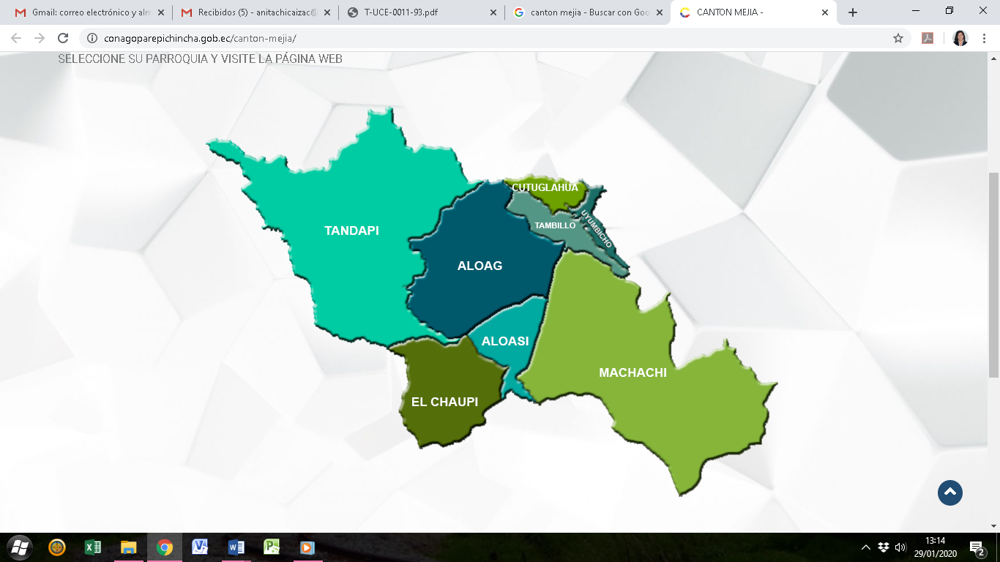 Gmail: correo electrónico y alm
Recibidos (5) - anitachicaizac@
T-UCE-0011-93.pdf
canton mejia - Buscar con Goo
CANTON MEJIA -
conagoparepichincha.gob.ec/canton-mejia/
SELECCIONE SU PARROQUIA Y VISITE LA PÁGINA WEB
CUTUGLAHUA
TANDAPI
TAMBILLO
UYUMBICHO
ALOAG
ALOASI
MACHACHI
EL CHAUPI
13:14
29/01/2020
2